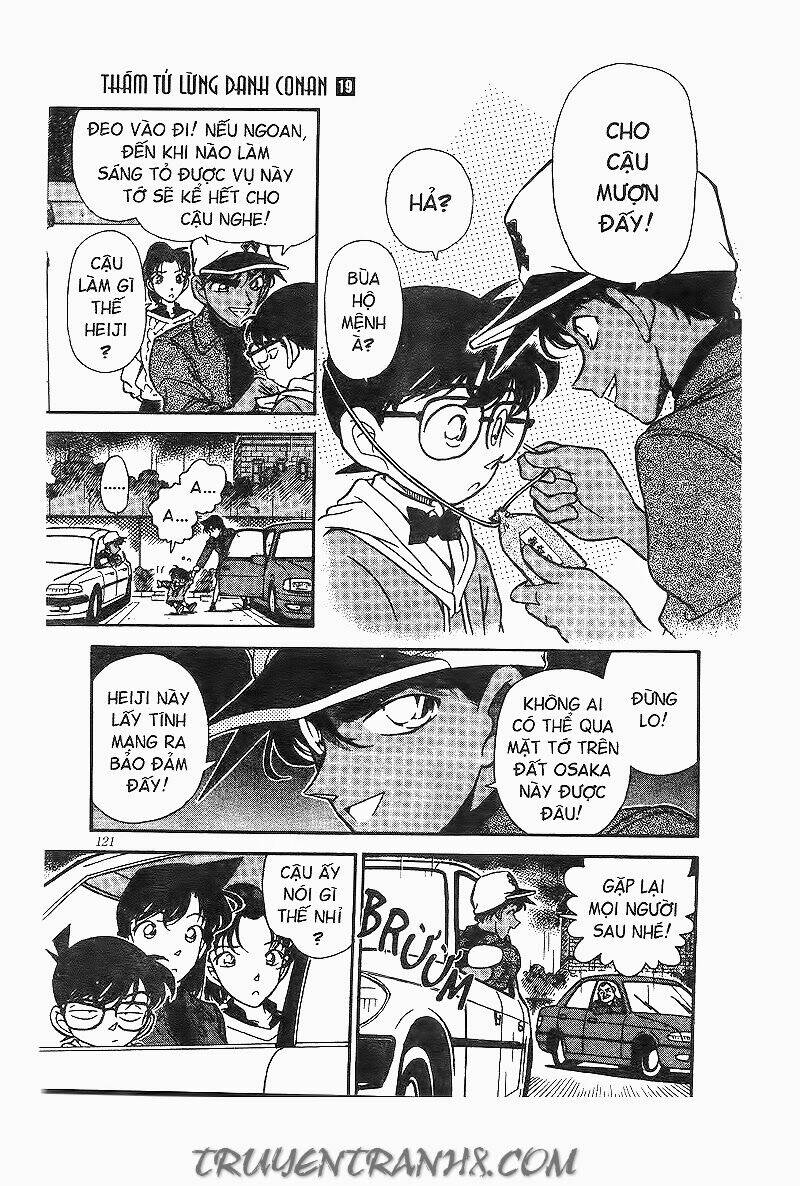 THÁM TỬ LỪNG DANH CONAN 19
CHO
CẬU
MƯỢN
ĐẤY!
HẢ?
BÙA
HỘ
MỆNH
À?
ĐEO VÀO ĐI! NẾU NGOAN,
ĐẾN KHI NÀO LÀM
SÁNG TỎ ĐƯỢC VỤ NÀY
TỚ SẼ KỂ HẾT CHO
CẬU NGHE!
CẬU
LÀM GÌ
THẾ
HEIJI
?
A...
A...
......
ĐỪNG
LO!
KHÔNG AI
CÓ THỂ QUA
MẶT TỚ TRÊN
ĐẤT OSAKA
NÀY ĐƯỢC
ĐÂU!
HEIJI NÀY
LẤY TÍNH
MẠNG RA
BẢO ĐẢM
ĐẤY!
121
GẶP LẠI
MỌI NGƯỜI
SAU NHÉ!
BRỪỪM
CẬU ẤY
NÓI GÌ
THẾ NHỈ
?
TRUYENTRANH8.COM